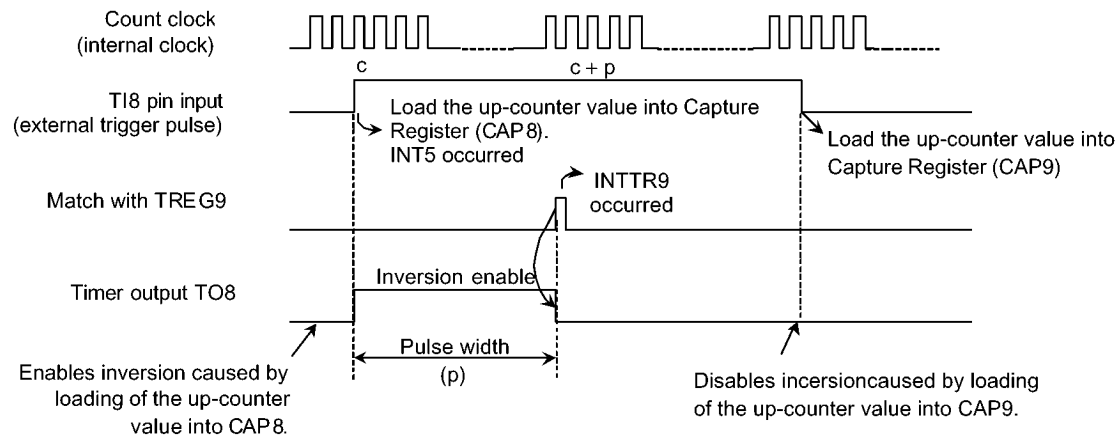 Count clock
(internal clock)
c
c + p
TI8 pin input
(external trigger pulse)
Load the up-counter value into Capture
Register (CAP8).
INT5 occurred
Load the up-counter value into
Capture Register (CAP9)
Match with TREG9
INTTR9
occurred
Inversion enable
Timer output TO8
Pulse width
(p)
Enables inversion caused by
loading of the up-counter
value into CAP8.
Disables incersioncaused by loading
of the up-counter value into CAP9.